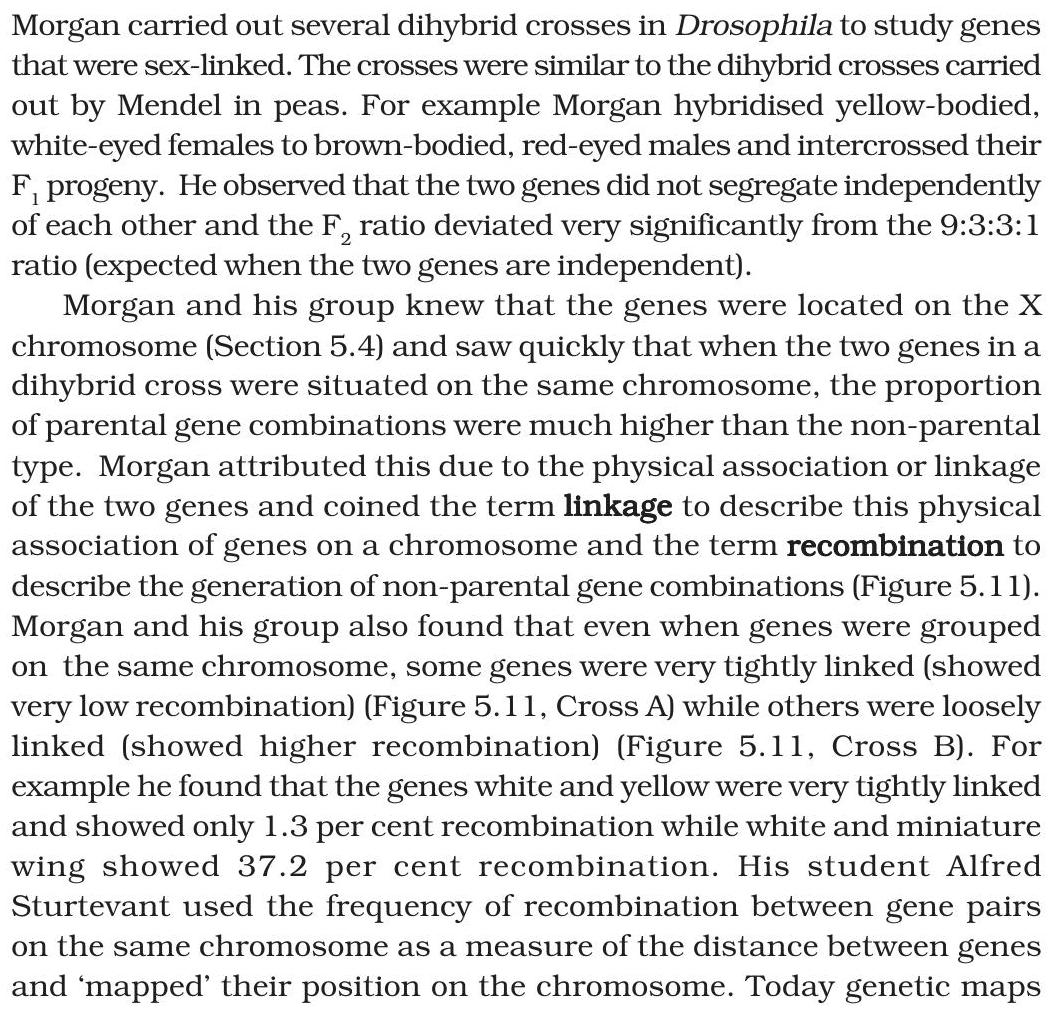 Morgan carried out several dihybrid crosses in Drosophila to study genes
that were sex-linked. The crosses were similar to the dihybrid crosses carried
out by Mendel in peas. For example Morgan hybridised yellow-bodied,
white-eyed females to brown-bodied, red-eyed males and intercrossed their
F1 progeny. He observed that the two genes did not segregate independently
of each other and the F2 ratio deviated very significantly from the 9:3:3:1
ratio (expected when the two genes are independent).
Morgan and his group knew that the genes were located on the X
chromosome (Section 5.4) and saw quickly that when the two genes in a
dihybrid cross were situated on the same chromosome, the proportion
of parental gene combinations were much higher than the non-parental
type. Morgan attributed this due to the physical association or linkage
of the two genes and coined the term linkage to describe this physical
association of genes on a chromosome and the term recombination to
describe the generation of non-parental gene combinations (Figure 5.11).
Morgan and his group also found that even when genes were grouped
on the same chromosome, some genes were very tightly linked (showed
very low recombination) (Figure 5.11, Cross A) while others were loosely
linked (showed higher recombination) (Figure 5.11, Cross B). For
example he found that the genes white and yellow were very tightly linked
and showed only 1.3 per cent recombination while white and miniature
wing showed 37.2 per cent recombination. His student Alfred
Sturtevant used the frequency of recombination between gene pairs
on the same chromosome as a measure of the distance between genes
and ‘mapped’ their position on the chromosome. Today genetic maps